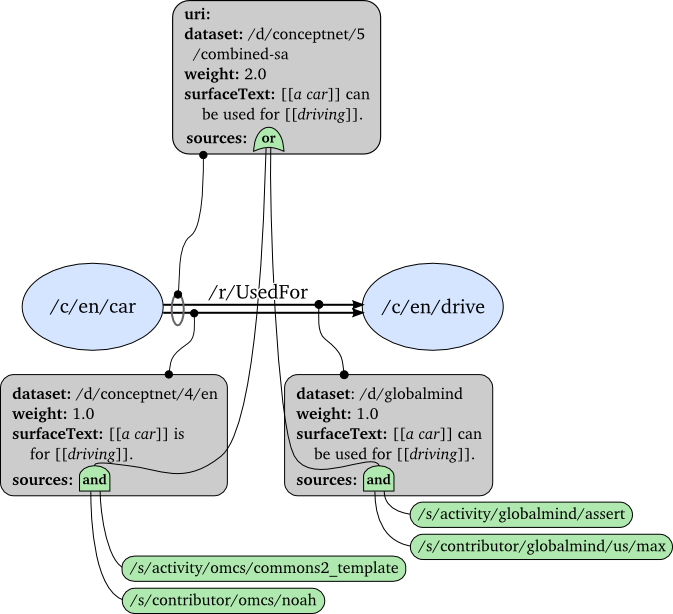 uri:
dataset: /d/conceptnet/5
/combined-sa
weight: 2.0
surfaceText: [[a car]] can
be used for [[driving]].
sources: or
/r/UsedFor
/c/en/car
/c/en/drive
dataset: /d/conceptnet/4/en
weight: 1.0
surfaceText: [[a car]] is
for [[driving]].
sources: and
dataset: /d/globalmind
weight: 1.0
surfaceText: [[a car]] can
be used for [[driving]].
sources: and
/s/activity/globalmind/assert
/s/contributor/globalmind/us/max
/s/activity/omcs/commons2_template
/s/contributor/omcs/noah